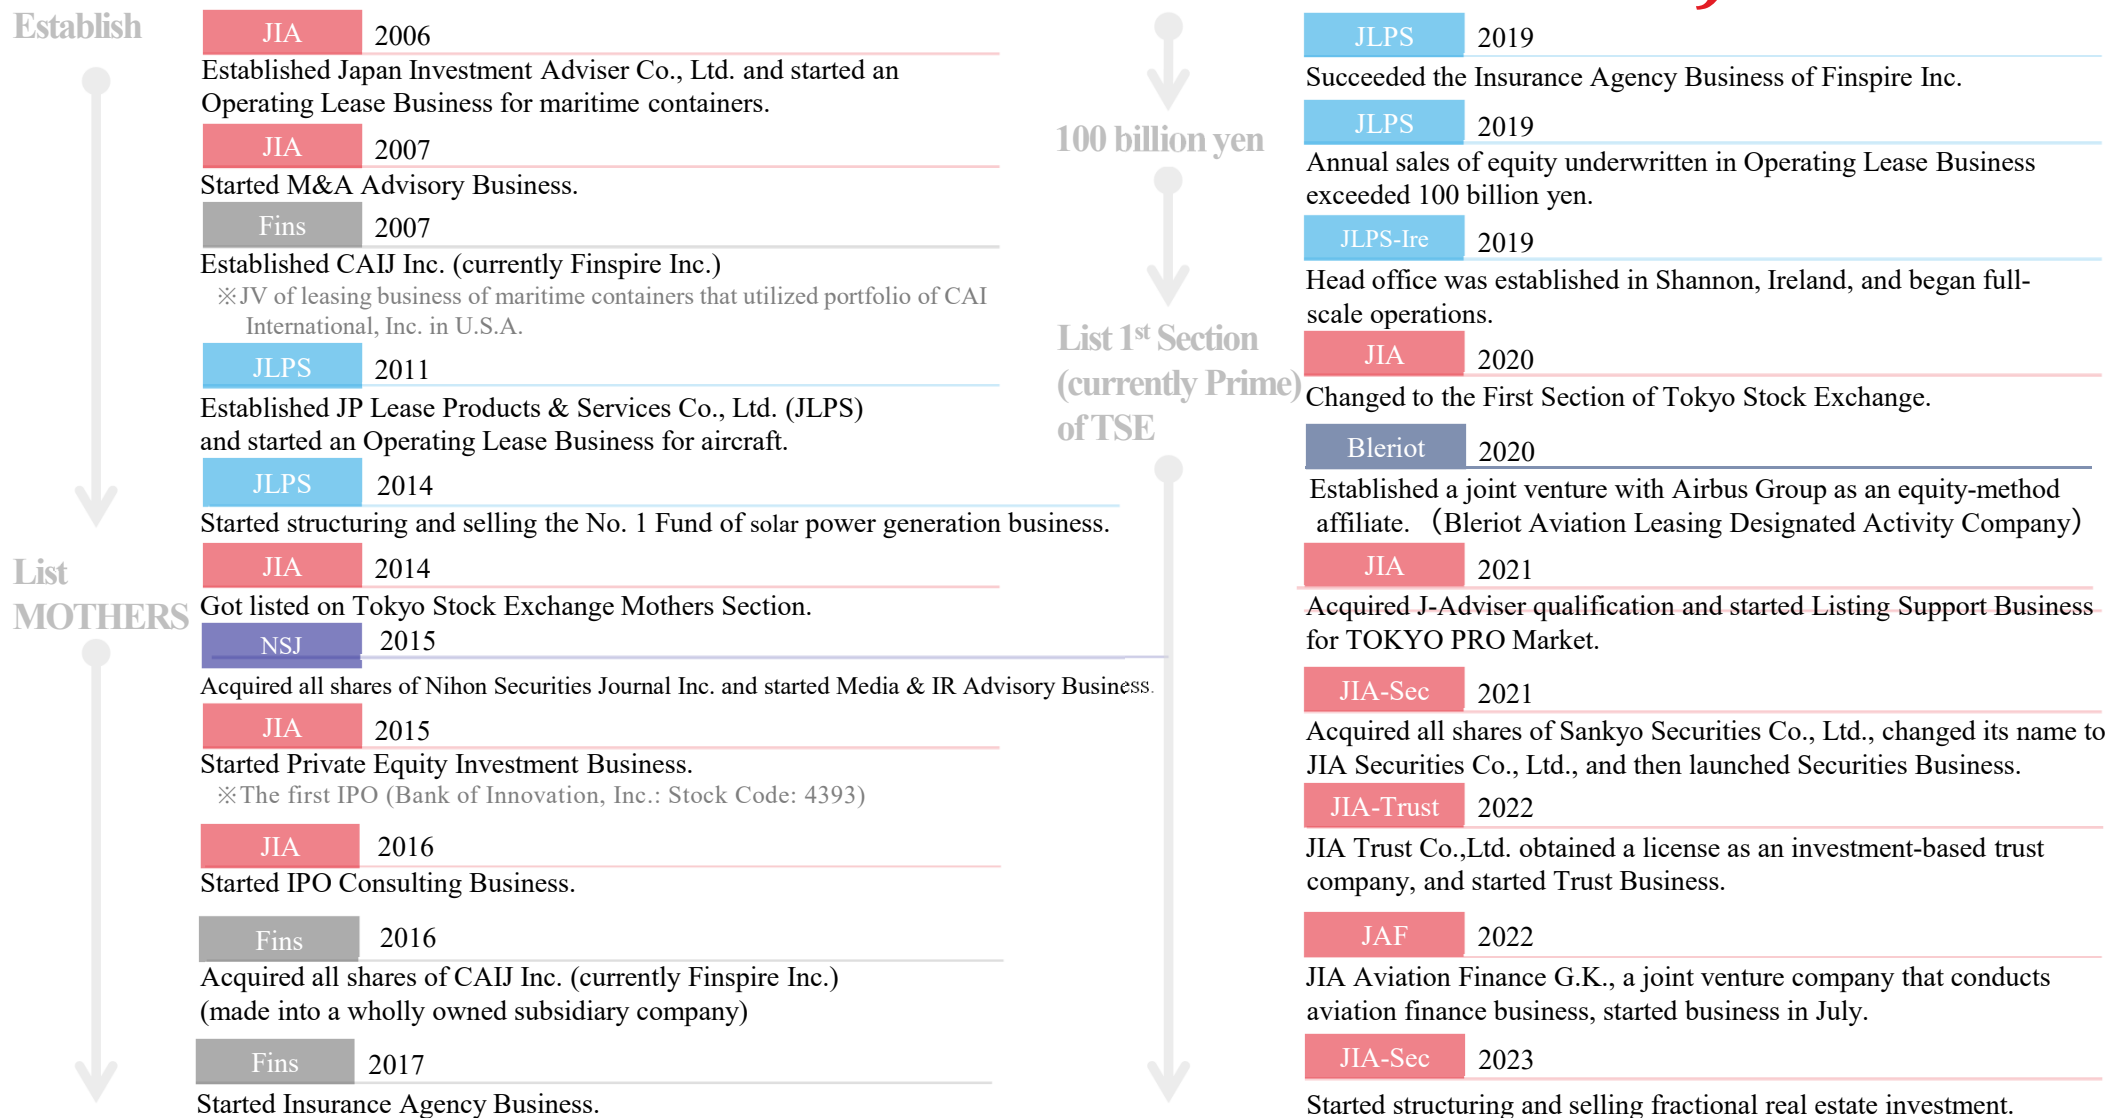 Establish
JIA 2006
Established Japan Investment Adviser Co., Ltd. and started an
Operating Lease Business for maritime containers.
JIA 2007
Started M&A Advisory Business.
Fins 2007
Established CAIJ Inc. (currently Finspire Inc.)
※JV of leasing business of maritime containers that utilized portfolio of CAI
International, Inc. in U.S.A.
JLPS 2011
Established JP Lease Products & Services Co., Ltd. (JLPS)
and started an Operating Lease Business for aircraft.
JLPS 2014
Started structuring and selling the No. 1 Fund of solar power generation business.
List
MOTHERS
JIA 2014
Got listed on Tokyo Stock Exchange Mothers Section.
NSJ 2015
Acquired all shares of Nihon Securities Journal Inc. and started Media & IR Advisory Business.
JIA 2015
Started Private Equity Investment Business.
※The first IPO (Bank of Innovation, Inc.: Stock Code: 4393)
JIA 2016
Started IPO Consulting Business.
Fins 2016
Acquired all shares of CAIJ Inc. (currently Finspire Inc.)
(made into a wholly owned subsidiary company)
Fins 2017
Started Insurance Agency Business.
JLPS 2019
Succeeded the Insurance Agency Business of Finspire Inc.
100 billion yen
JLPS 2019
Annual sales of equity underwritten in Operating Lease Business
exceeded 100 billion yen.
JLPS-Ire 2019
Head office was established in Shannon, Ireland, and began full-
scale operations.
List 1st Section
(currently Prime)
of TSE
JIA 2020
Changed to the First Section of Tokyo Stock Exchange.
Bleriot 2020
Established a joint venture with Airbus Group as an equity-method
affiliate. （Bleriot Aviation Leasing Designated Activity Company）
JIA 2021
Acquired J-Adviser qualification and started Listing Support Business
for TOKYO PRO Market.
JIA-Sec 2021
Acquired all shares of Sankyo Securities Co., Ltd., changed its name to
JIA Securities Co., Ltd., and then launched Securities Business.
JIA-Trust 2022
JIA Trust Co.,Ltd. obtained a license as an investment-based trust
company, and started Trust Business.
JAF 2022
JIA Aviation Finance G.K., a joint venture company that conducts
aviation finance business, started business in July.
JIA-Sec 2023
Started structuring and selling fractional real estate investment.